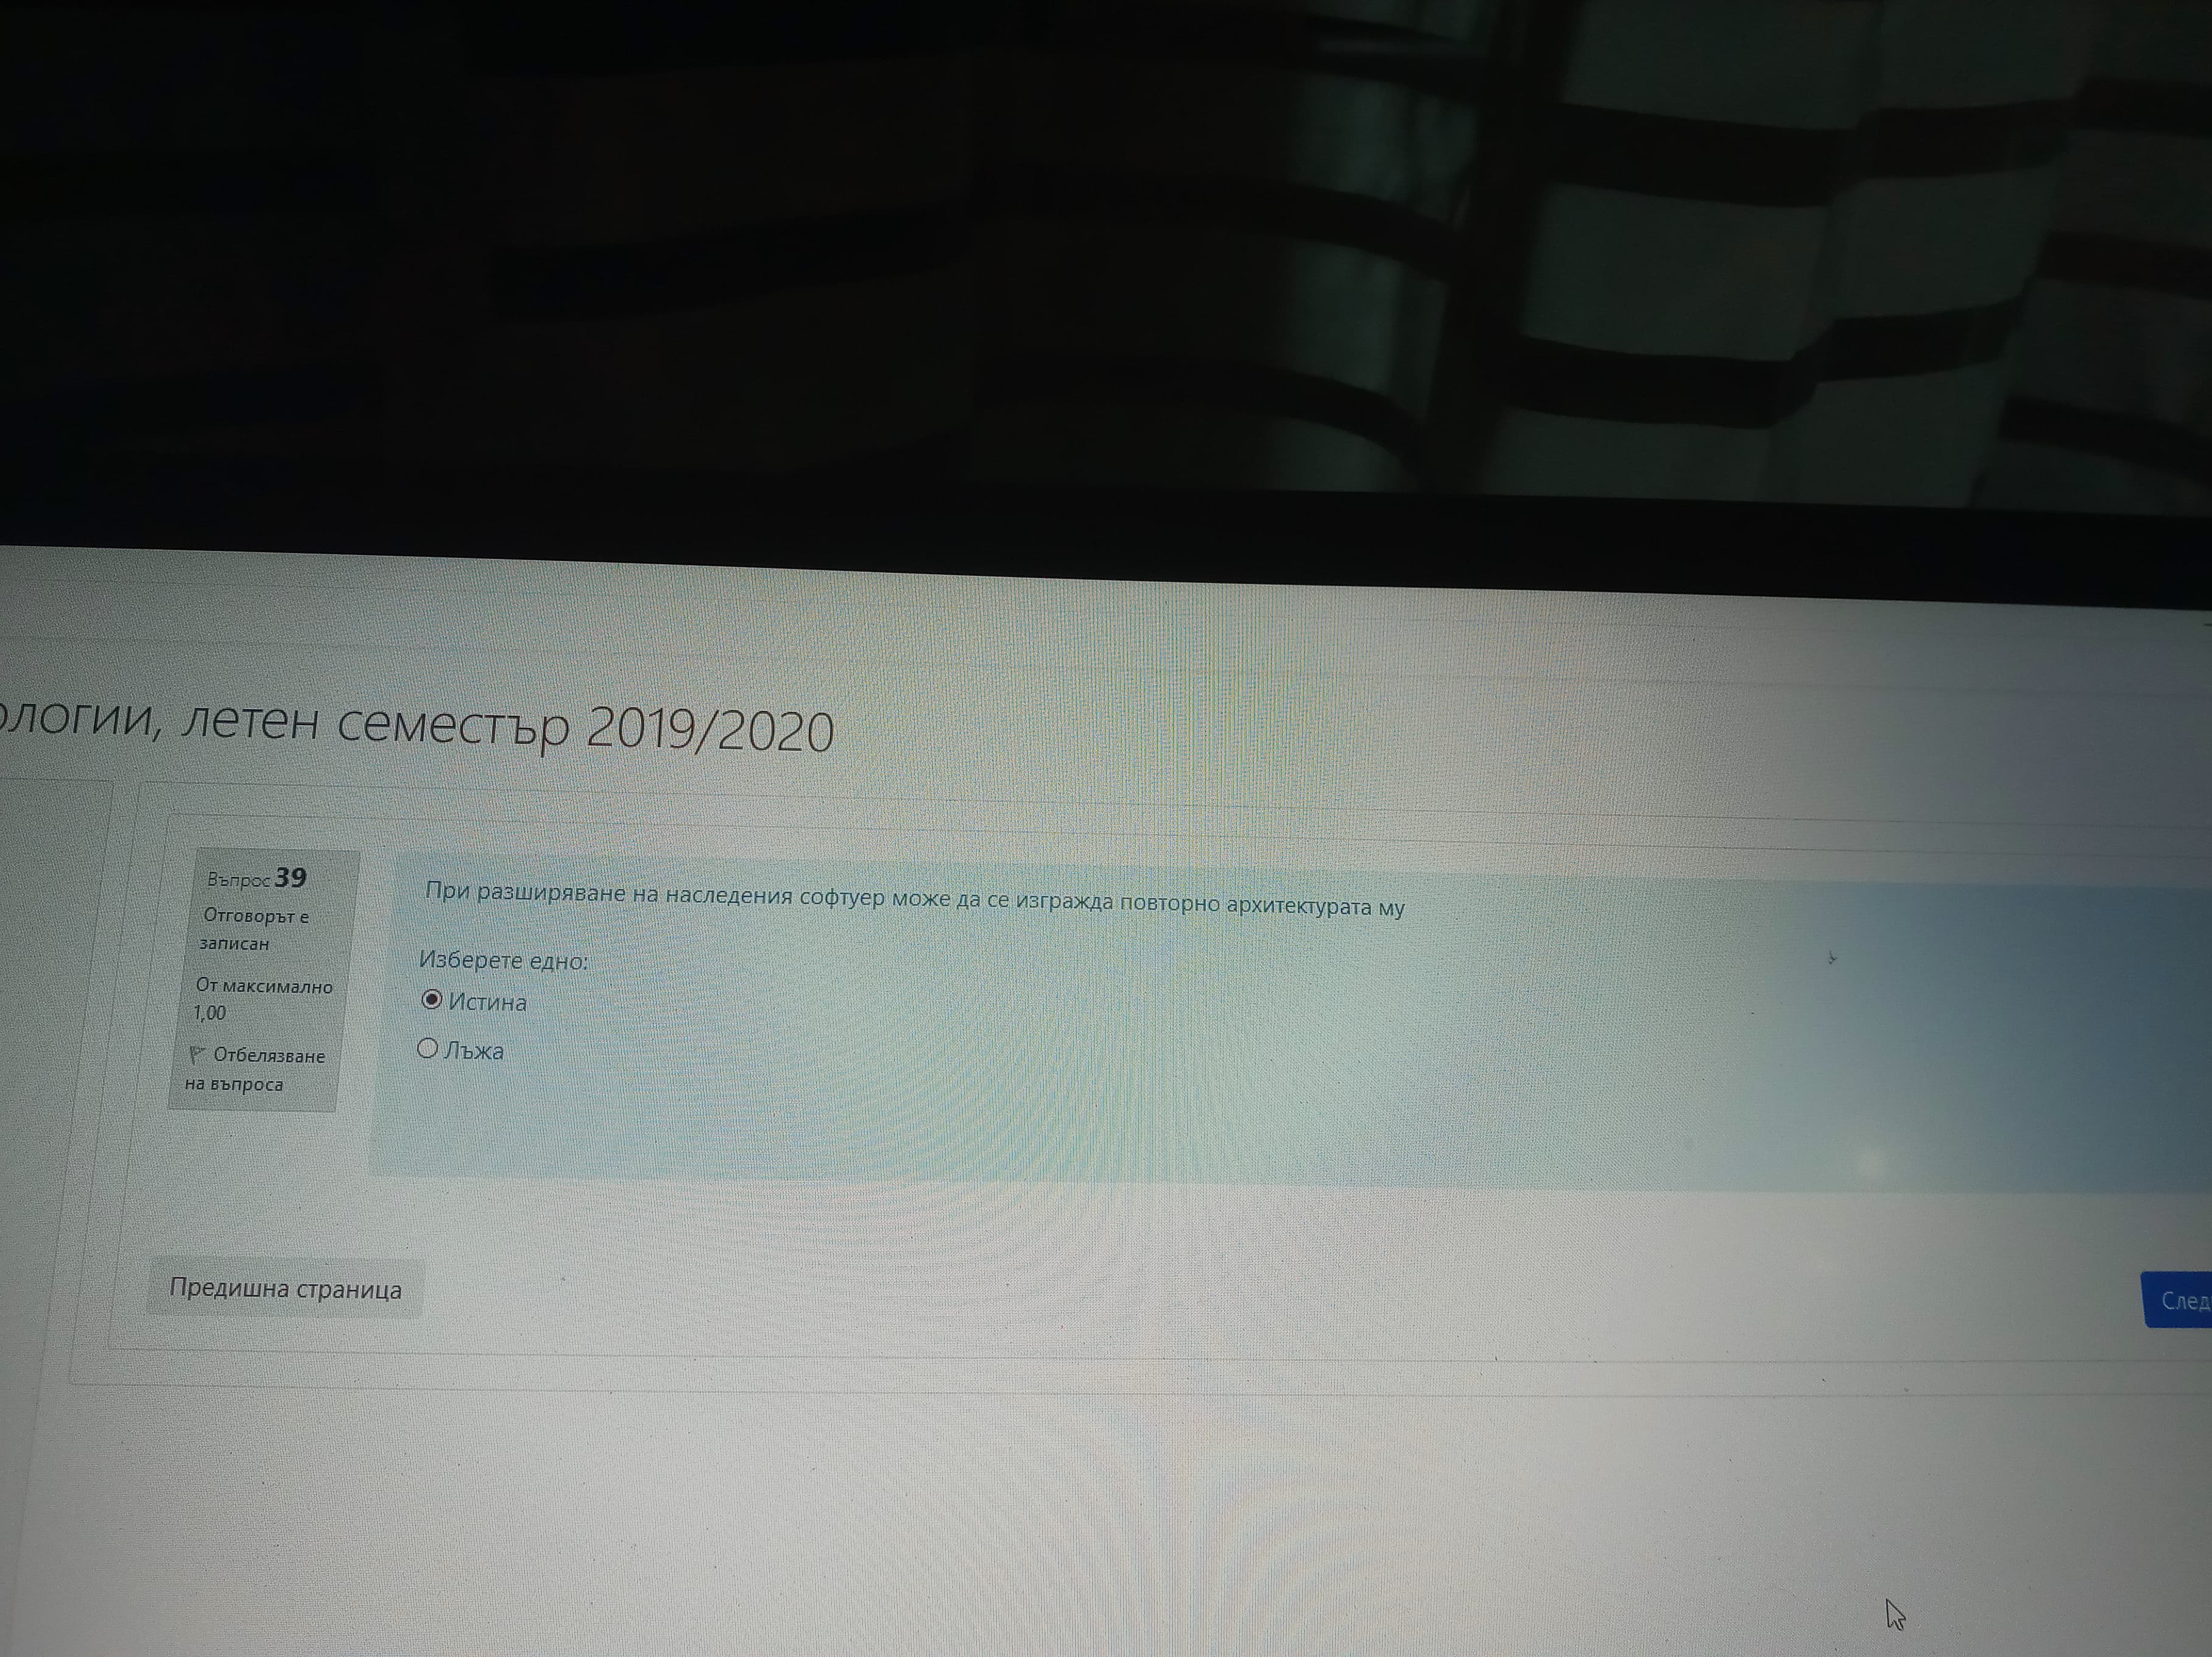 ологии, летен семестър 2019/2020
Въпрос 39
Отговорът е
записан
От максимално
1,00
Отбелязване
на въпроса
При разширяване на наследения софтуер може да се изгражда повторно архитектурата му
Изберете едно:
Истина
Лъжа
Предишна страница
След